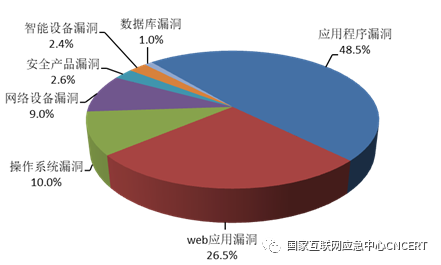 数据库漏洞
1.0%
智能设备漏洞
2.4%
安全产品漏洞
2.6%
网络设备漏洞
9.0%
操作系统漏洞
10.0%
应用程序漏洞
48.5%
web应用漏洞
26.5%
国家互联网应急中心CNCERT